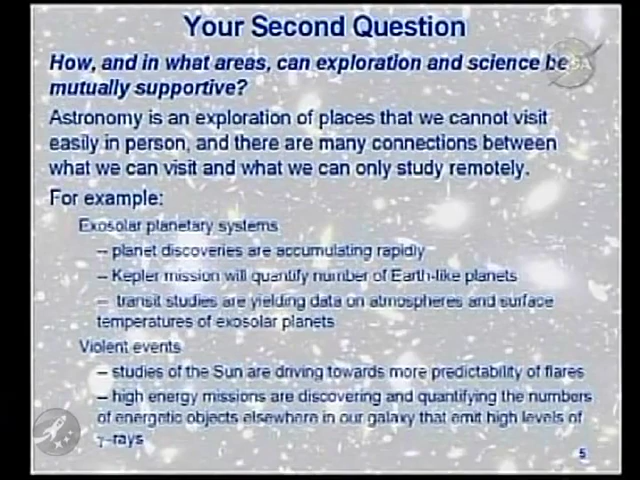 Your Second Question
How, and in what areas, can exploration and science be
mutually supportive?
Astronomy is an exploration of places that we cannot visit
easily in person, and there are many connections between
what we can visit and what we can only study remotely.
For example:
Exosolar planetary systems
– planet discoveries are accumulating rapidly
– Kepler mission will quantify number of Earth-like planets
– transit studies are yielding data on atmospheres and surface
temperatures of exosolar planets
Violent events
– studies of the Sun are driving towards more predictability of flares
– high energy missions are discovering and quantifying the numbers
of energetic objects elsewhere in our galaxy that emit high levels of
γ-rays
5